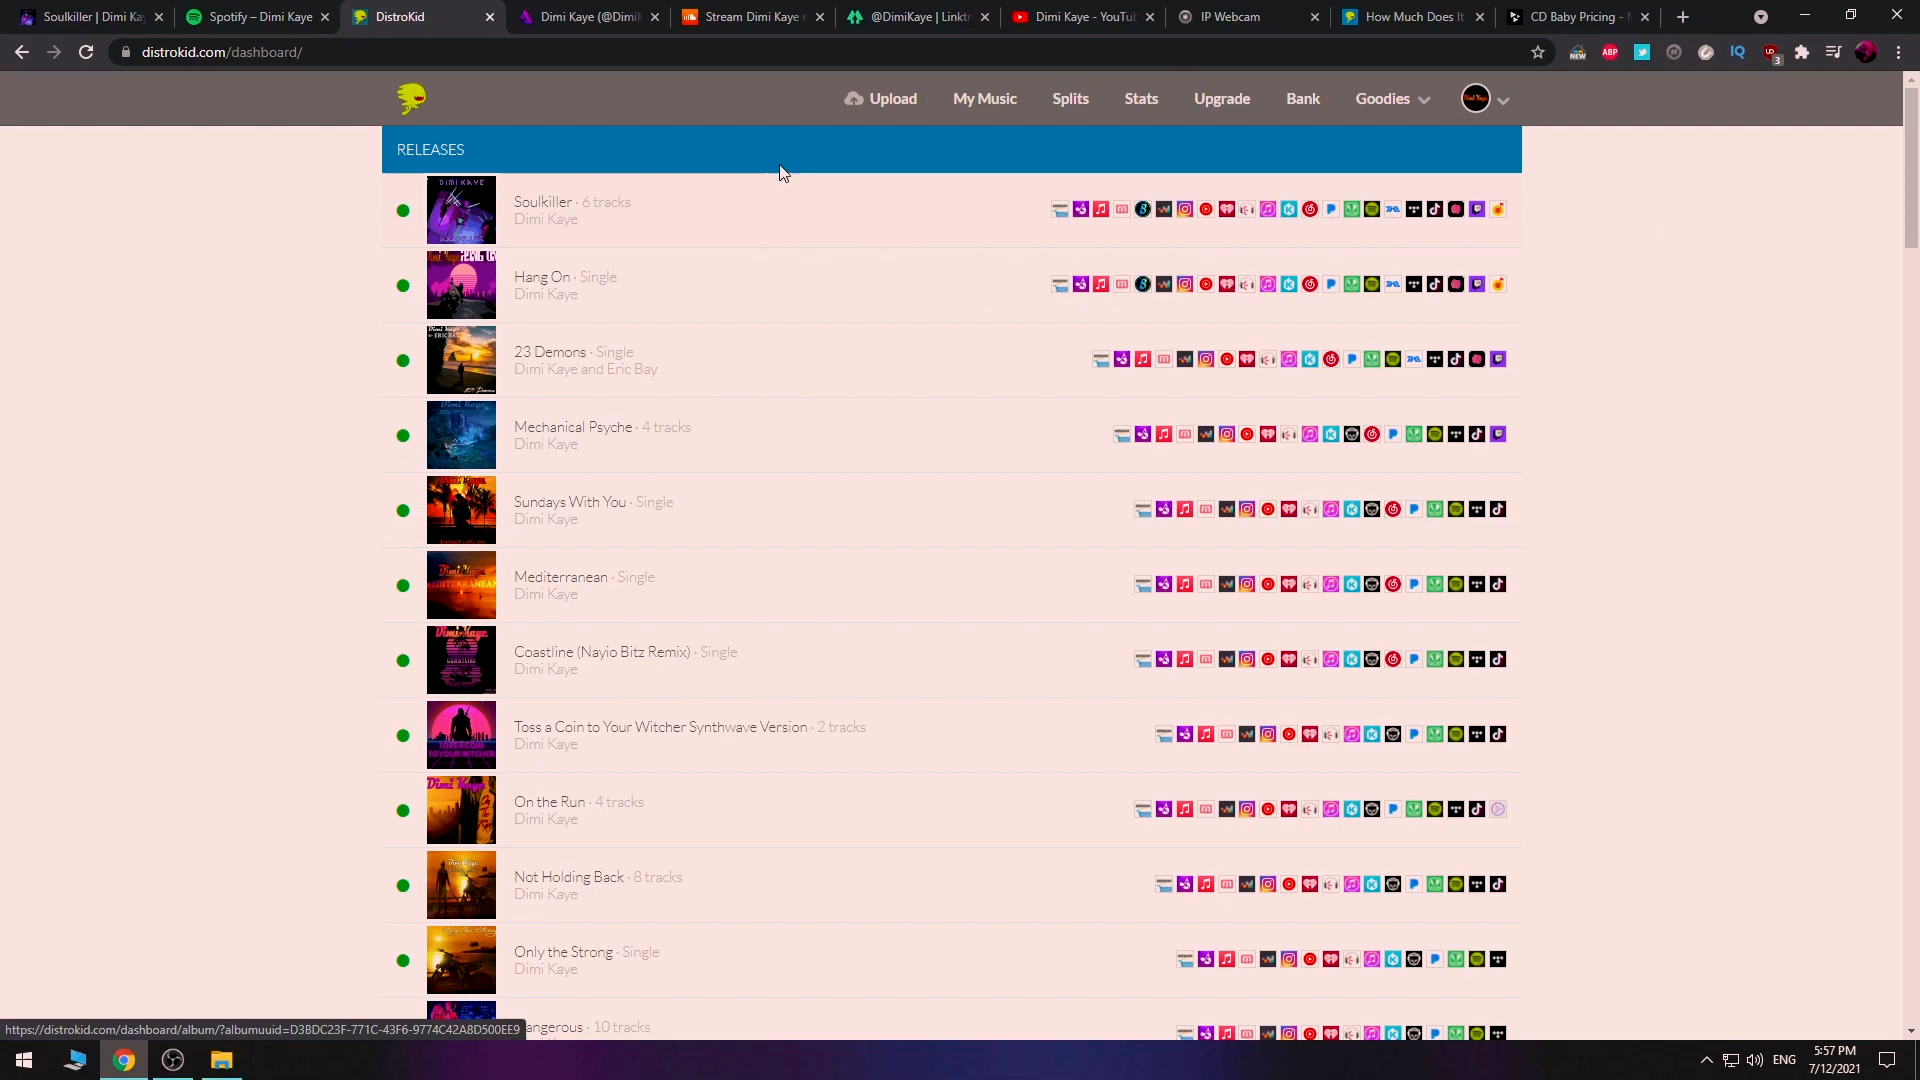 Soulkiller | Dimi Ka
Spotify – Dimi Kaye
DistroKid
Dimi Kaye (@Dimi
Stream Dimi Kaye
@DimiKaye | Linkt
Dimi Kaye - YouTu
IP Webcam
How Much Does It
CD Baby Pricing -
distrokid.com/dashboard/
NEW
ABP
IQ
3
Upload
My Music
Splits
Stats
Upgrade
Bank
Goodies
RELEASES
Soulkiller · 6 tracks
Dimi Kaye
Hang On · Single
Dimi Kaye
23 Demons · Single
Dimi Kaye and Eric Bay
Mechanical Psyche · 4 tracks
Dimi Kaye
Sundays With You · Single
Dimi Kaye
Mediterranean · Single
Dimi Kaye
Coastline (Nayio Bitz Remix) · Single
Dimi Kaye
Toss a Coin to Your Witcher Synthwave Version · 2 tracks
Dimi Kaye
On the Run · 4 tracks
Dimi Kaye
Not Holding Back · 8 tracks
Dimi Kaye
Only the Strong · Single
Dimi Kaye
angerous · 10 tracks
https://distrokid.com/dashboard/album/?albumuuid=D3BDC23F-771C-43F6-9774C42A8D500EE9
ENG
5:57 PM
7/12/2021